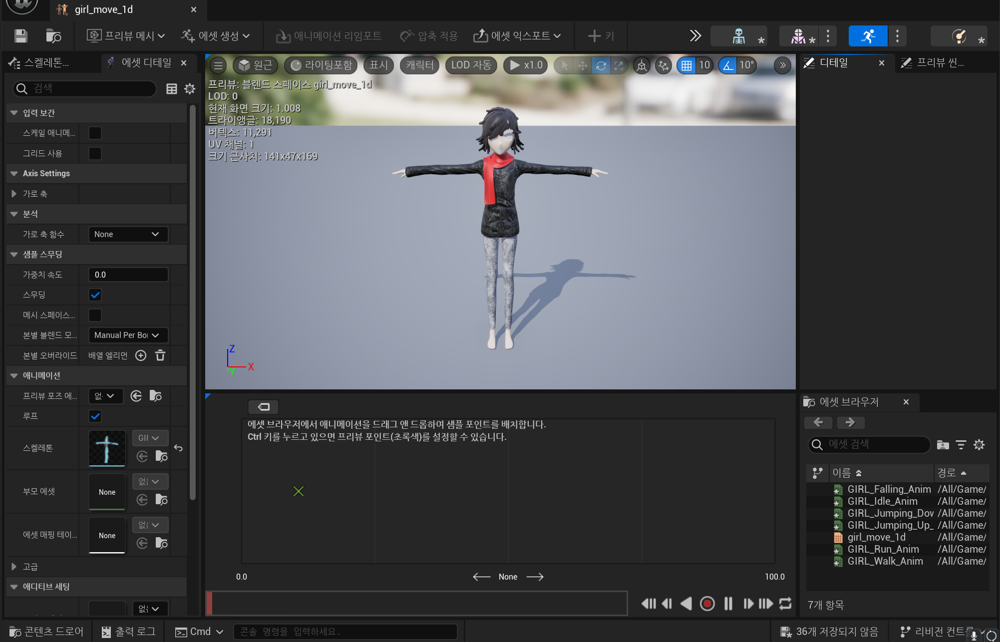 girl_move_1d
프리뷰 메시
에셋 생성
애니메이션 리임포트
압축 적용
에셋 익스포트
키
스켈레톤...
에셋 디테일
검색
입력 보간
스케일 애니메...
그리드 사용
Axis Settings
가로 축
분석
가로 축 함수
None
샘플 스무딩
가중치 속도
0.0
스무딩
메시 스페이스...
본별 블렌드 모...
Manual Per Bo
본별 오버라이드
배열 엘리먼
애니메이션
프리뷰 포즈 에...
없
루프
스켈레톤
GI
부모 에셋
None
없
에셋 매핑 테이...
None
없
고급
애디티브 세팅
없
원근
라이팅포함
표시
캐릭터
LOD 자동
x1.0
10
10°
프리뷰: 블렌드 스페이스 girl_move_1d
LOD: 0
현재 화면 크기: 1.008
트라이앵글: 18,190
버텍스: 11,291
UV 채널: 1
크기 근사치: 141x47x169
Z
X
Y
에셋 브라우저에서 애니메이션을 드래그 앤 드롭하여 샘플 포인트를 배치합니다.
Ctrl 키를 누르고 있으면 프리뷰 포인트(초록색)를 설정할 수 있습니다.
0.0
None
100.0
디테일
프리뷰 씬...
에셋 브라우저
에셋 검색
이름
경로
GIRL_Falling_Anim /All/Game/
GIRL_Idle_Anim /All/Game/
GIRL_Jumping_Dov /All/Game/
GIRL_Jumping_Up_ /All/Game/
girl_move_1d /All/Game/
GIRL_Run_Anim /All/Game/
GIRL_Walk_Anim /All/Game/
7개 항목
콘텐츠 드로어
출력 로그
Cmd
콘솔 명령을 입력하세요.
36개 저장되지 않음
리비전 컨트롤